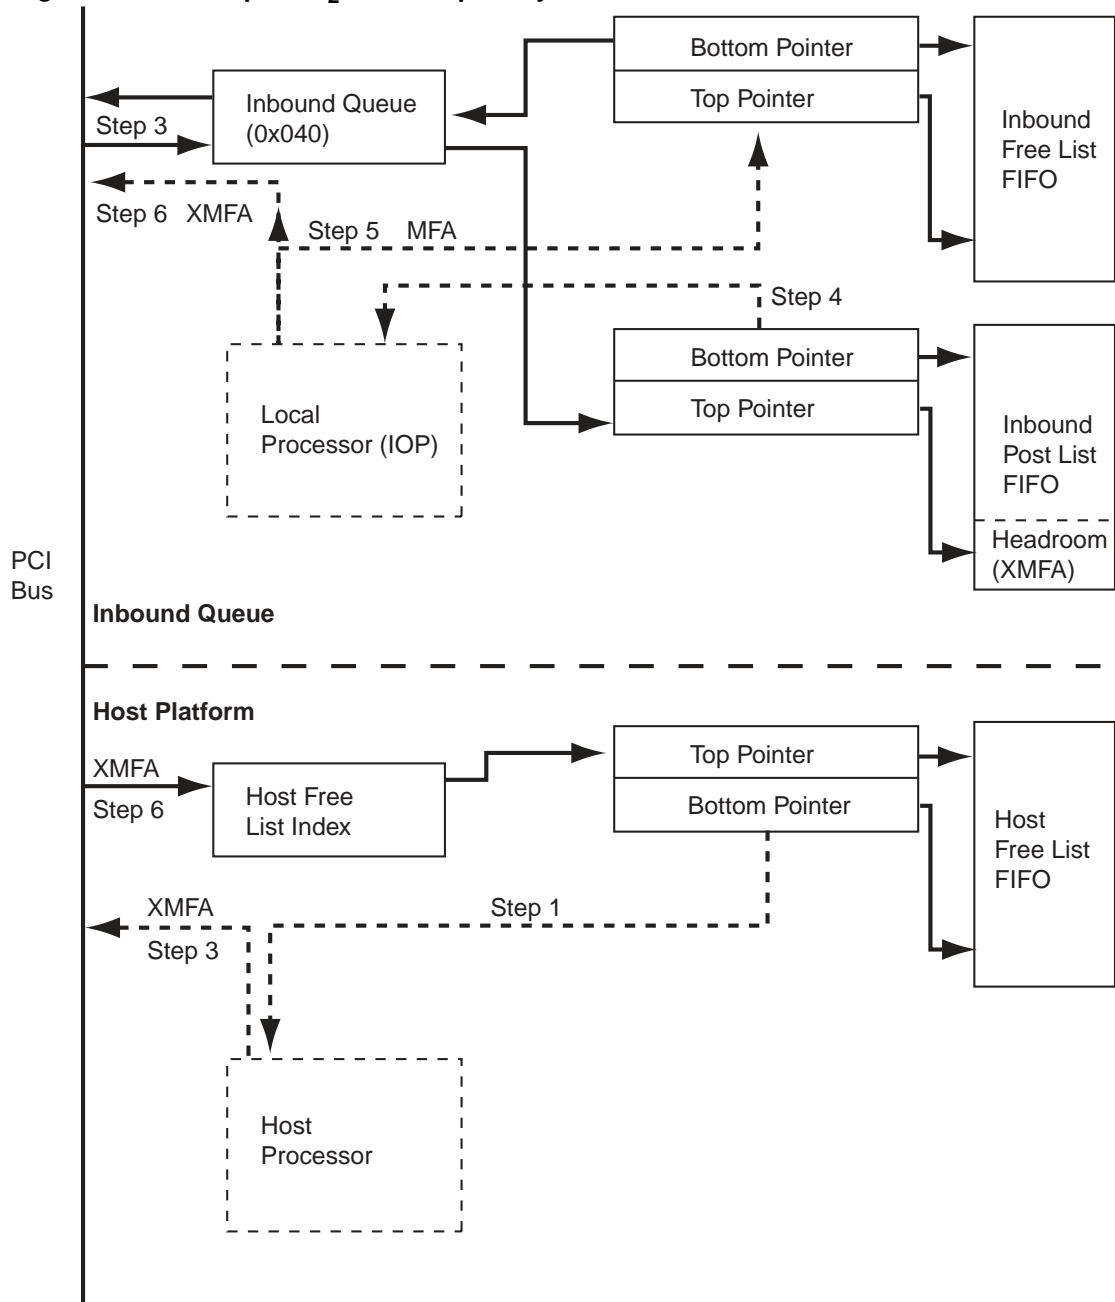 Bottom Pointer
Top Pointer
Inbound
Free List
FIFO
Inbound Queue
(0x040)
Step 3
Step 6 XMFA
Step 5 MFA
Step 4
Bottom Pointer
Top Pointer
Inbound
Post List
FIFO
Headroom
(XMFA)
Local
Processor (IOP)
PCI
Bus
Inbound Queue
Host Platform
XMFA
Step 6
Host Free
List Index
Top Pointer
Bottom Pointer
Host
Free List
FIFO
XMFA
Step 3
Step 1
Host
Processor